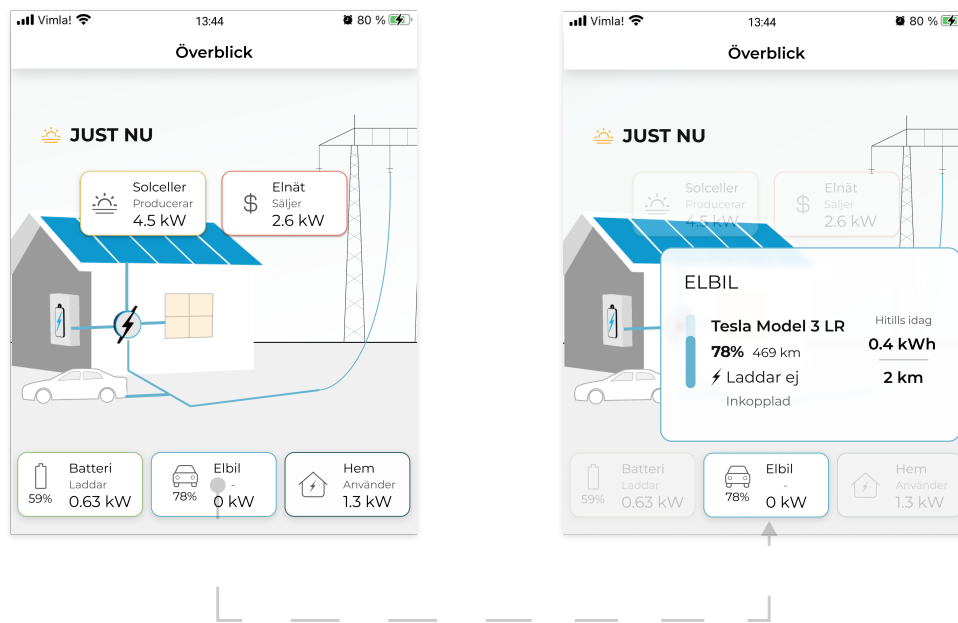 Vimla! 13:44 80 %
Överblick
JUST NU
Solceller
Producerar
4.5 kW
Elnät
Säljer
2.6 kW
Batteri
Laddar
59% 0.63 kW
Elbil
-
78% 0 kW
Hem
Använder
1.3 kW
Vimla! 13:44 80 %
Överblick
JUST NU
Solceller
Producerar
4.5 kW
Elnät
Säljer
2.6 kW
ELBIL
Tesla Model 3 LR
78% 469 km
Laddar ej
Inkopplad
Hitills idag
0.4 kWh
2 km
Batteri
Laddar
59% 0.63 kW
Elbil
-
78% 0 kW
Hem
Använder
1.3 kW